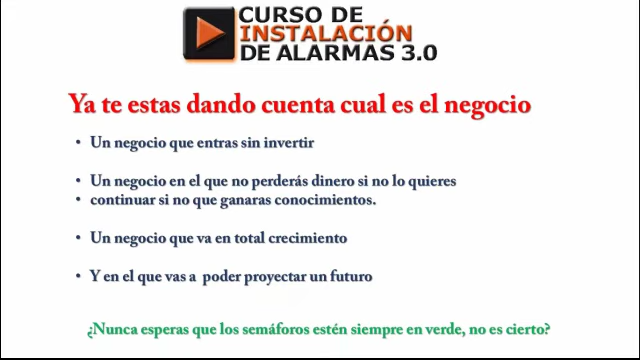 CURSO DE
INSTALACIÓN
DE ALARMAS 3.0
Ya te estas dando cuenta cual es el negocio
• Un negocio que entras sin invertir
• Un negocio en el que no perderás dinero si no lo quieres
• continuar si no que ganaras conocimientos.
• Un negocio que va en total crecimiento
• Y en el que vas a poder proyectar un futuro
¿Nunca esperas que los semáforos estén siempre en verde, no es cierto?